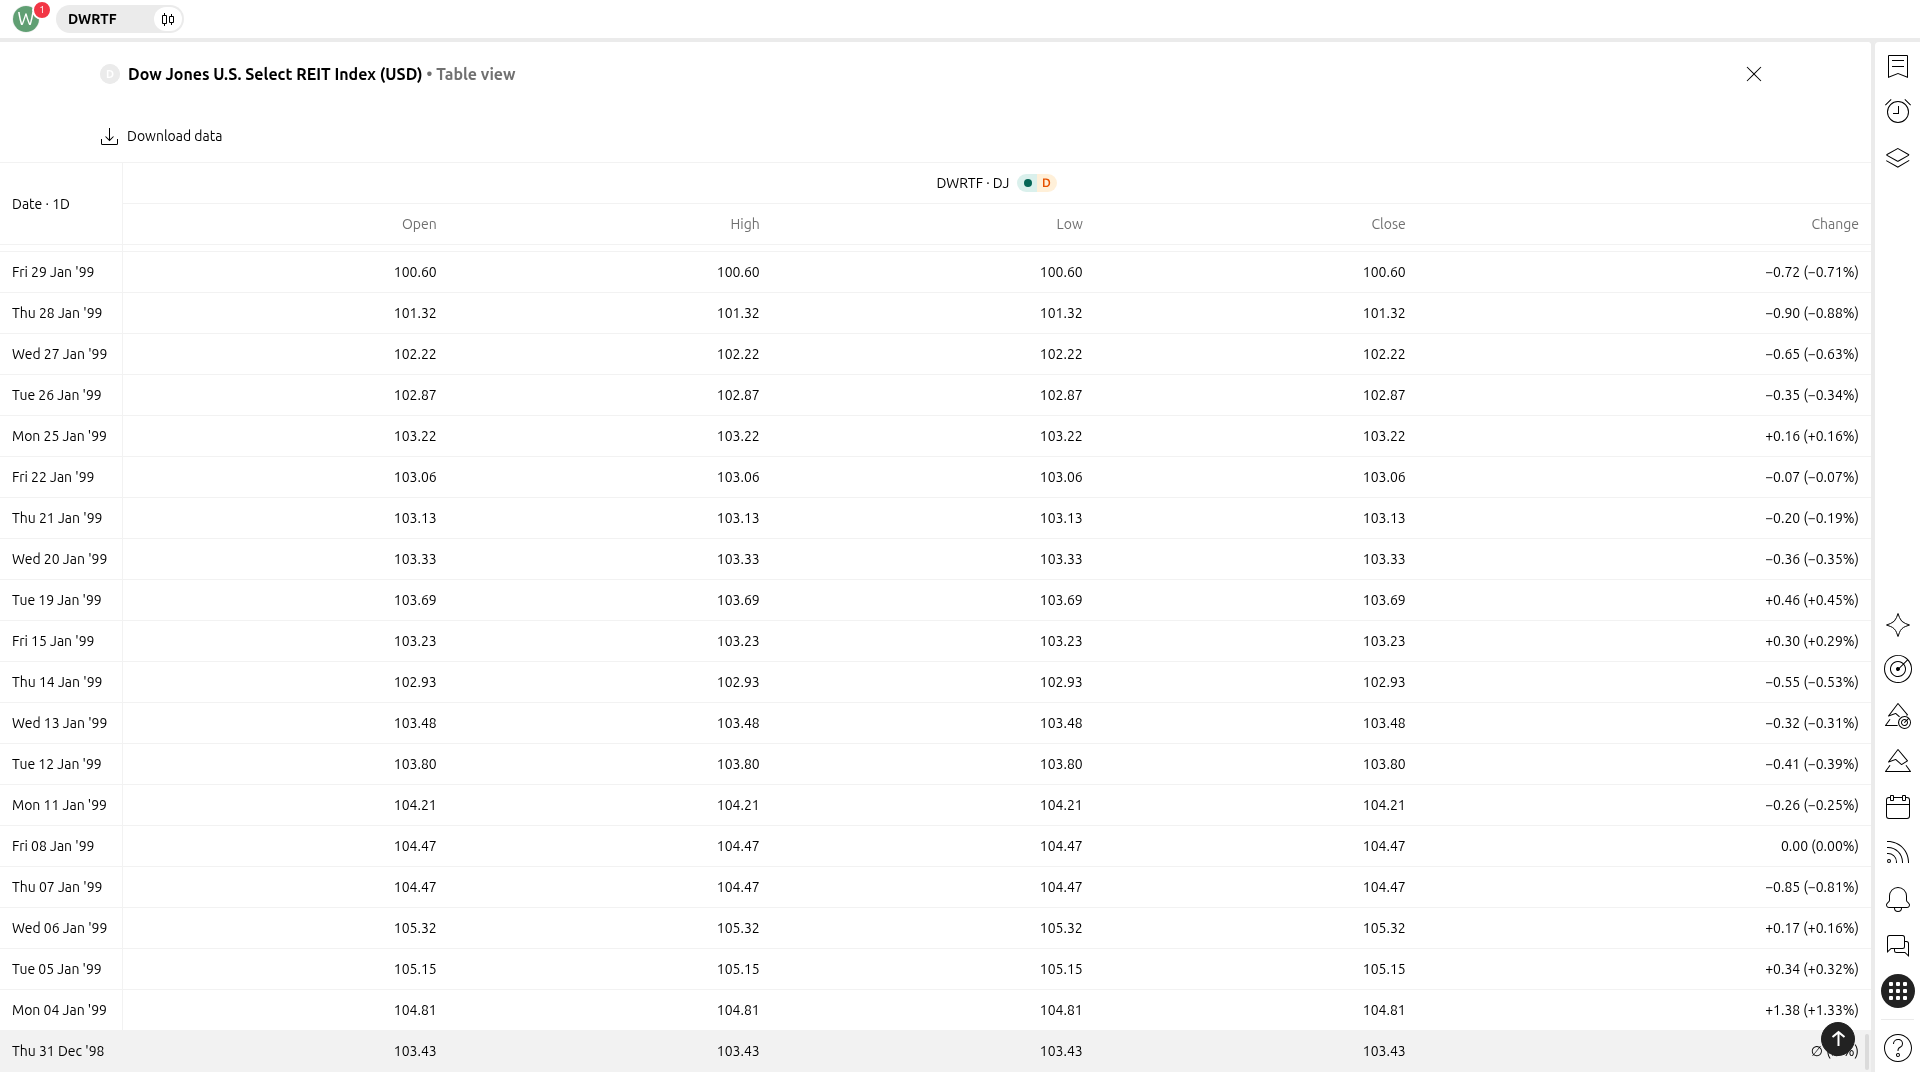 W 1 DWRTF
D Dow Jones U.S. Select REIT Index (USD) • Table view
Download data
DWRTF · DJ D
Date · 1D
Open High Low Close Change
Fri 29 Jan '99 100.60 100.60 100.60 100.60 −0.72 (−0.71%)
Thu 28 Jan '99 101.32 101.32 101.32 101.32 −0.90 (−0.88%)
Wed 27 Jan '99 102.22 102.22 102.22 102.22 −0.65 (−0.63%)
Tue 26 Jan '99 102.87 102.87 102.87 102.87 −0.35 (−0.34%)
Mon 25 Jan '99 103.22 103.22 103.22 103.22 +0.16 (+0.16%)
Fri 22 Jan '99 103.06 103.06 103.06 103.06 −0.07 (−0.07%)
Thu 21 Jan '99 103.13 103.13 103.13 103.13 −0.20 (−0.19%)
Wed 20 Jan '99 103.33 103.33 103.33 103.33 −0.36 (−0.35%)
Tue 19 Jan '99 103.69 103.69 103.69 103.69 +0.46 (+0.45%)
Fri 15 Jan '99 103.23 103.23 103.23 103.23 +0.30 (+0.29%)
Thu 14 Jan '99 102.93 102.93 102.93 102.93 −0.55 (−0.53%)
Wed 13 Jan '99 103.48 103.48 103.48 103.48 −0.32 (−0.31%)
Tue 12 Jan '99 103.80 103.80 103.80 103.80 −0.41 (−0.39%)
Mon 11 Jan '99 104.21 104.21 104.21 104.21 −0.26 (−0.25%)
Fri 08 Jan '99 104.47 104.47 104.47 104.47 0.00 (0.00%)
Thu 07 Jan '99 104.47 104.47 104.47 104.47 −0.85 (−0.81%)
Wed 06 Jan '99 105.32 105.32 105.32 105.32 +0.17 (+0.16%)
Tue 05 Jan '99 105.15 105.15 105.15 105.15 +0.34 (+0.32%)
Mon 04 Jan '99 104.81 104.81 104.81 104.81 +1.38 (+1.33%)
Thu 31 Dec '98 103.43 103.43 103.43 103.43 ∅